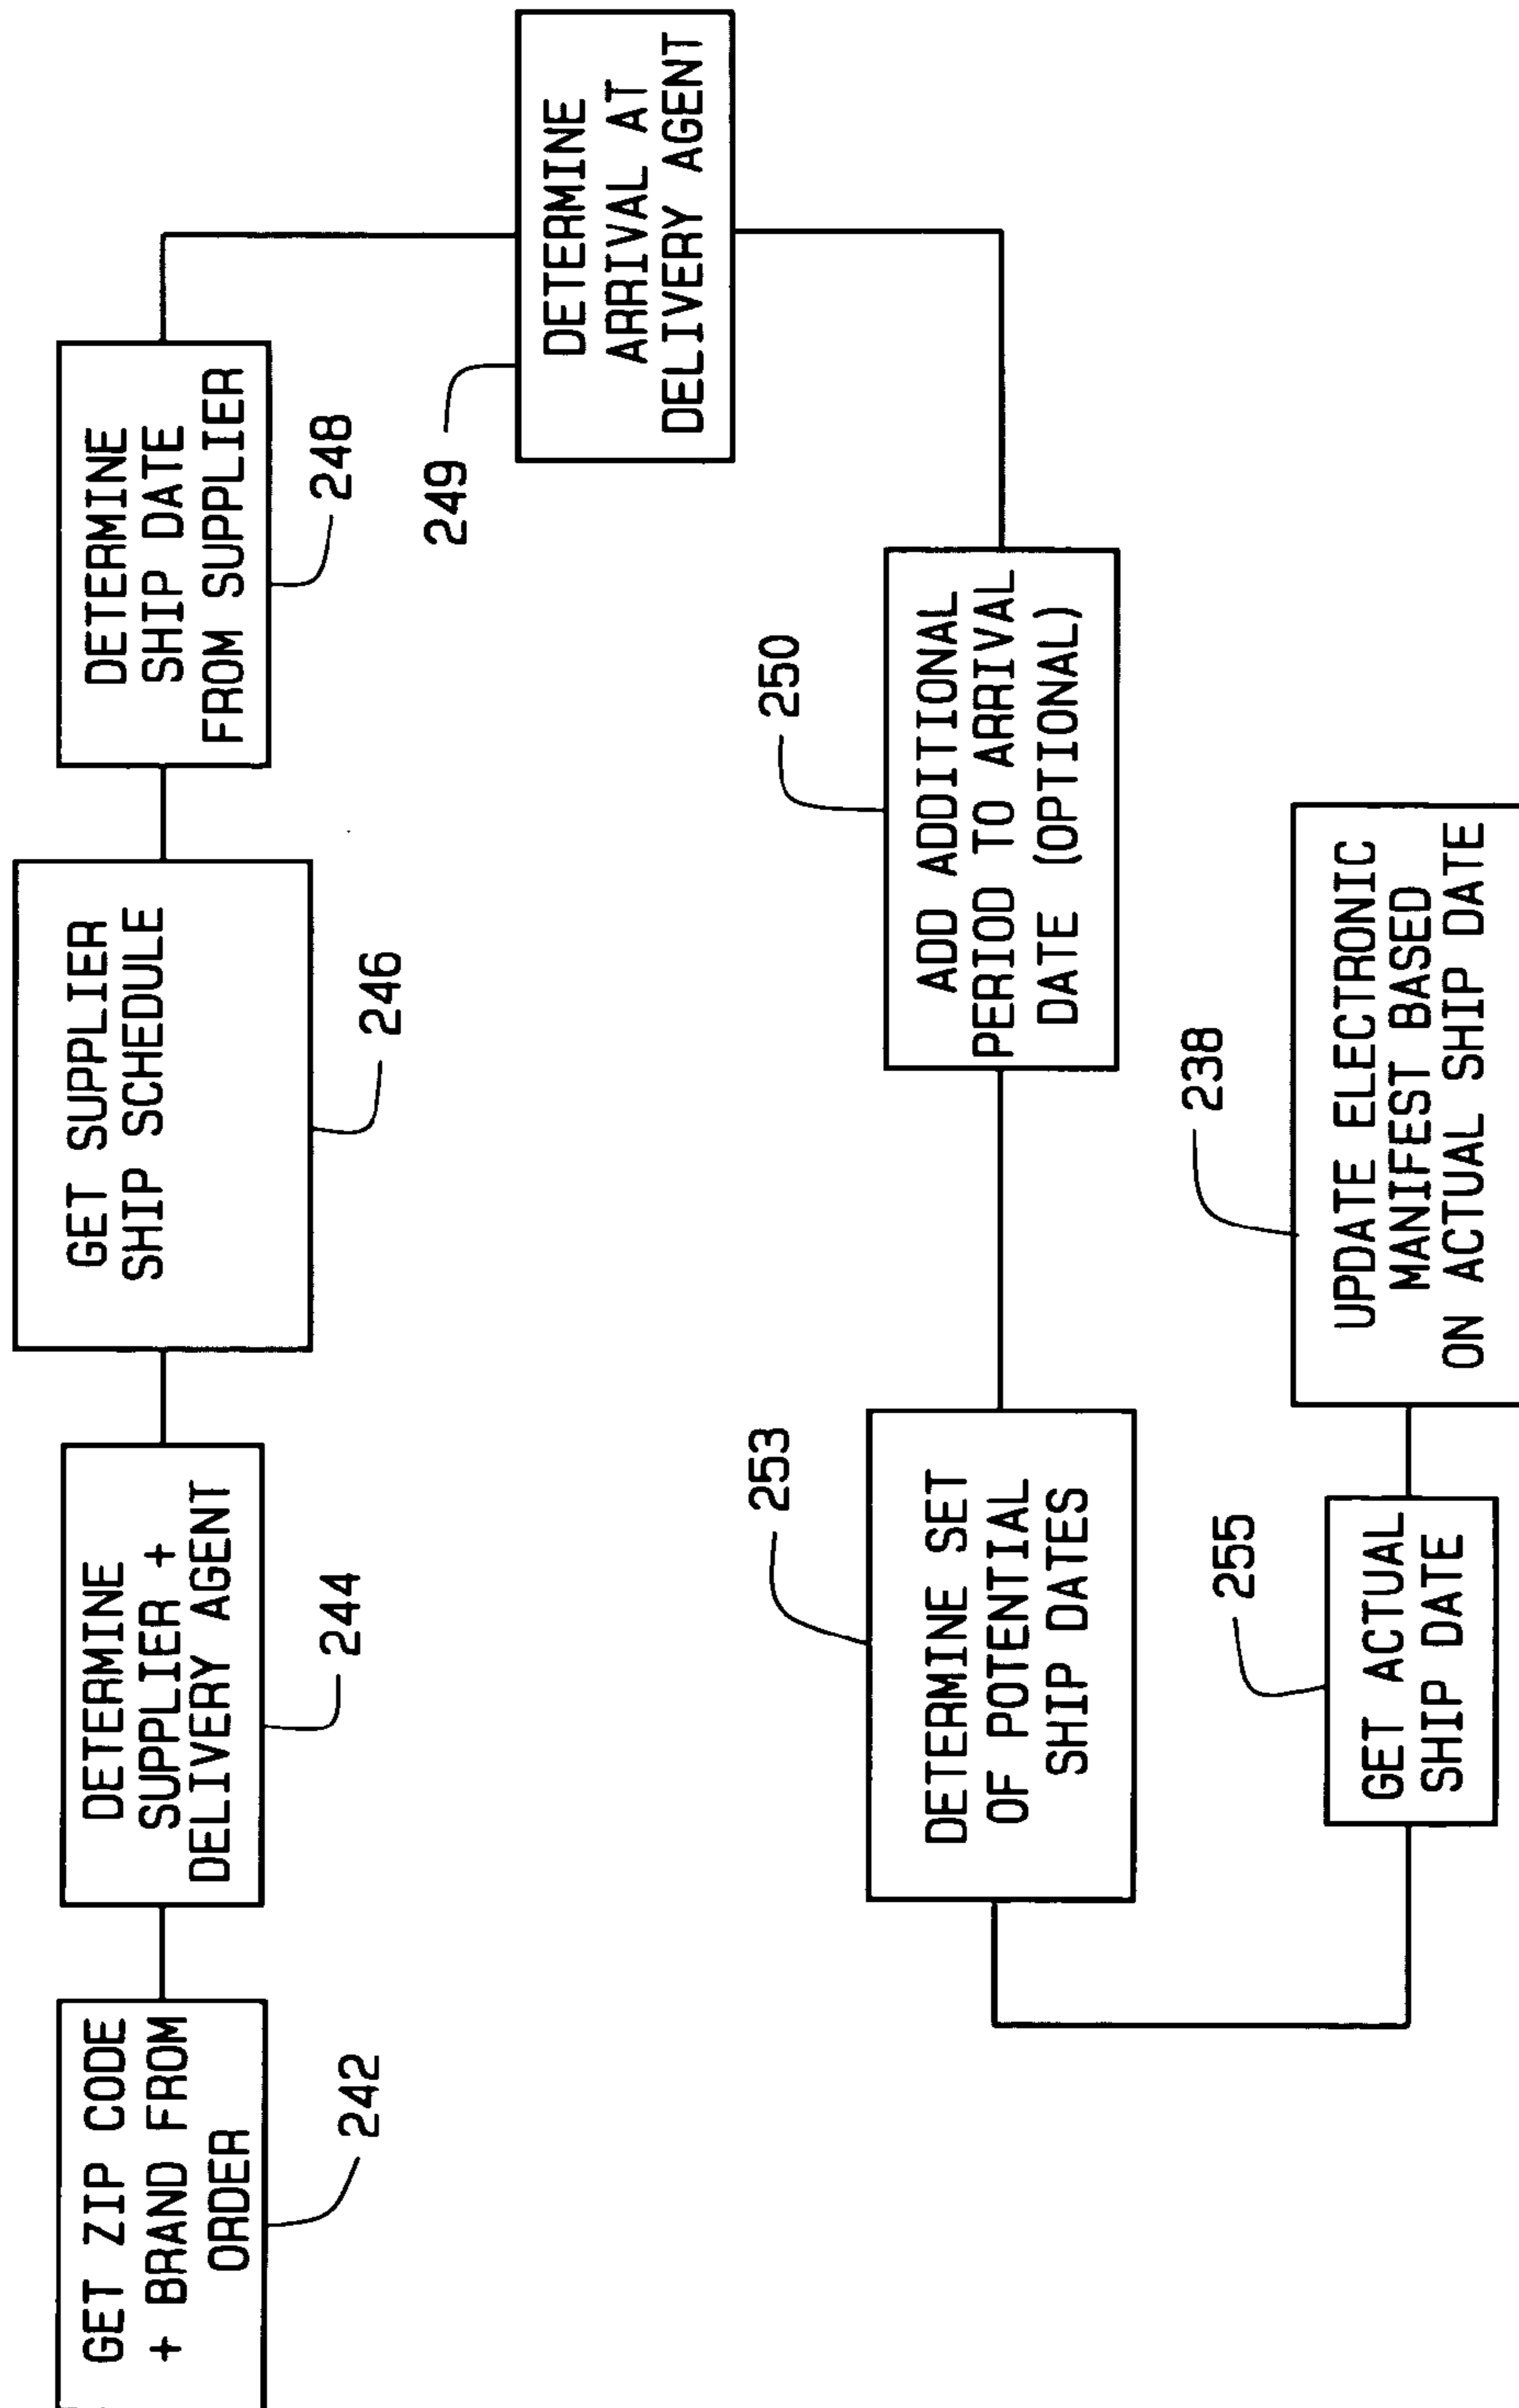 GET ZIP CODE
+ BRAND FROM
ORDER
242
DETERMINE
SUPPLIER +
DELIVERY AGENT
244
GET SUPPLIER
SHIP SCHEDULE
246
DETERMINE
SHIP DATE
FROM SUPPLIER
248
DETERMINE
ARRIVAL AT
DELIVERY AGENT
249
ADD ADDITIONAL
PERIOD TO ARRIVAL
DATE (OPTIONAL)
250
DETERMINE SET
OF POTENTIAL
SHIP DATES
253
GET ACTUAL
SHIP DATE
255
UPDATE ELECTRONIC
MANIFEST BASED
ON ACTUAL SHIP DATE
238